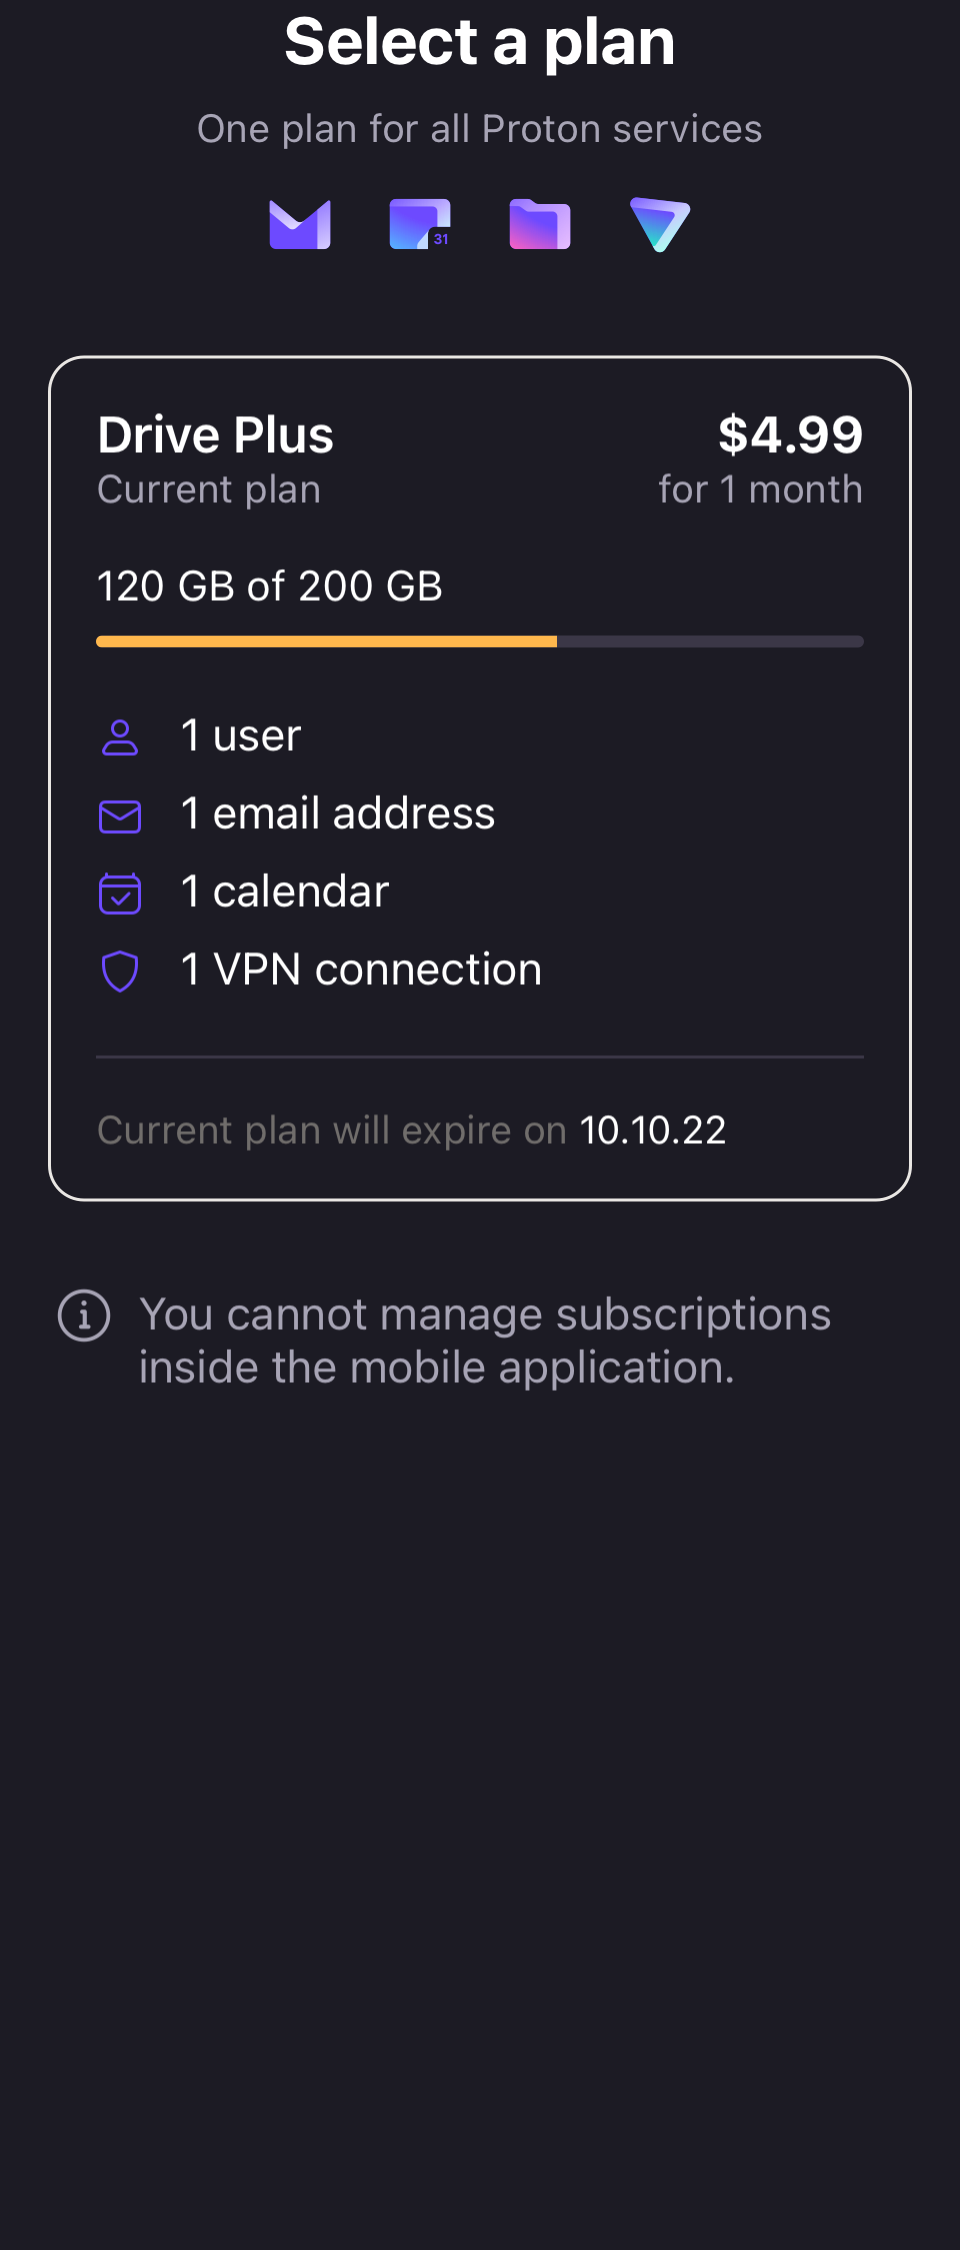 Select a plan
One plan for all Proton services
31
Drive Plus
$4.99
Current plan
for 1 month
120 GB of 200 GB
1 user
1 email address
1 calendar
1 VPN connection
Current plan will expire on 10.10.22
You cannot manage subscriptions
inside the mobile application.